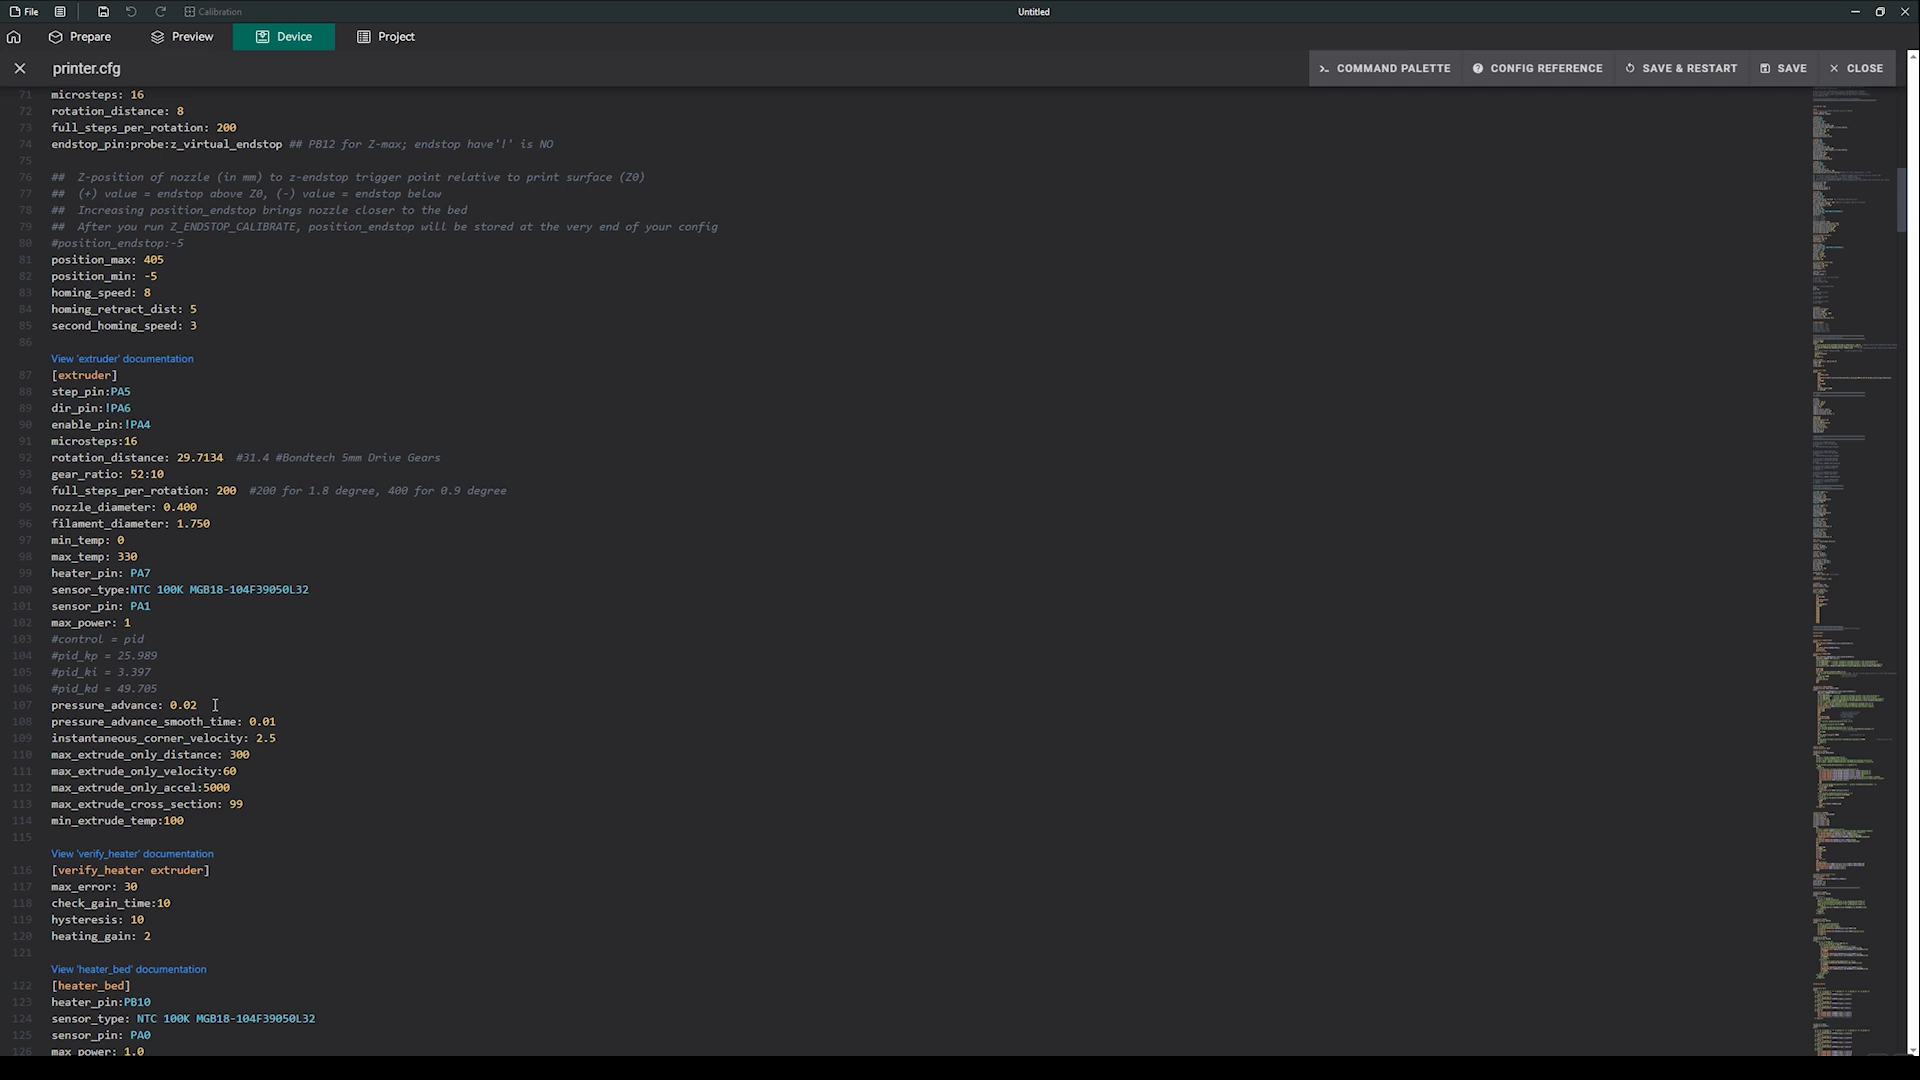 File
Calibration
Untitled
Prepare
Preview
Device
Project
printer.cfg
COMMAND PALETTE
CONFIG REFERENCE
SAVE & RESTART
SAVE
CLOSE
71 microsteps: 16
72 rotation_distance: 8
73 full_steps_per_rotation: 200
74 endstop_pin:probe:z_virtual_endstop ## PB12 for Z-max; endstop have'!' is NO
75
76 ##  Z-position of nozzle (in mm) to z-endstop trigger point relative to print surface (Z0)
77 ##  (+) value = endstop above Z0, (-) value = endstop below
78 ##  Increasing position_endstop brings nozzle closer to the bed
79 ##  After you run Z_ENDSTOP_CALIBRATE, position_endstop will be stored at the very end of your config
80 #position_endstop:-5
81 position_max: 405
82 position_min: -5
83 homing_speed: 8
84 homing_retract_dist: 5
85 second_homing_speed: 3
86
View 'extruder' documentation
87 [extruder]
88 step_pin:PA5
89 dir_pin:!PA6
90 enable_pin:!PA4
91 microsteps:16
92 rotation_distance: 29.7134  #31.4 #Bondtech 5mm Drive Gears
93 gear_ratio: 52:10
94 full_steps_per_rotation: 200  #200 for 1.8 degree, 400 for 0.9 degree
95 nozzle_diameter: 0.400
96 filament_diameter: 1.750
97 min_temp: 0
98 max_temp: 330
99 heater_pin: PA7
100 sensor_type:NTC 100K MGB18-104F39050L32
101 sensor_pin: PA1
102 max_power: 1
103 #control = pid
104 #pid_kp = 25.989
105 #pid_ki = 3.397
106 #pid_kd = 49.705
107 pressure_advance: 0.02
108 pressure_advance_smooth_time: 0.01
109 instantaneous_corner_velocity: 2.5
110 max_extrude_only_distance: 300
111 max_extrude_only_velocity:60
112 max_extrude_only_accel:5000
113 max_extrude_cross_section: 99
114 min_extrude_temp:100
115
View 'verify_heater' documentation
116 [verify_heater extruder]
117 max_error: 30
118 check_gain_time:10
119 hysteresis: 10
120 heating_gain: 2
121
View 'heater_bed' documentation
122 [heater_bed]
123 heater_pin:PB10
124 sensor_type: NTC 100K MGB18-104F39050L32
125 sensor_pin: PA0
126 max_power: 1.0